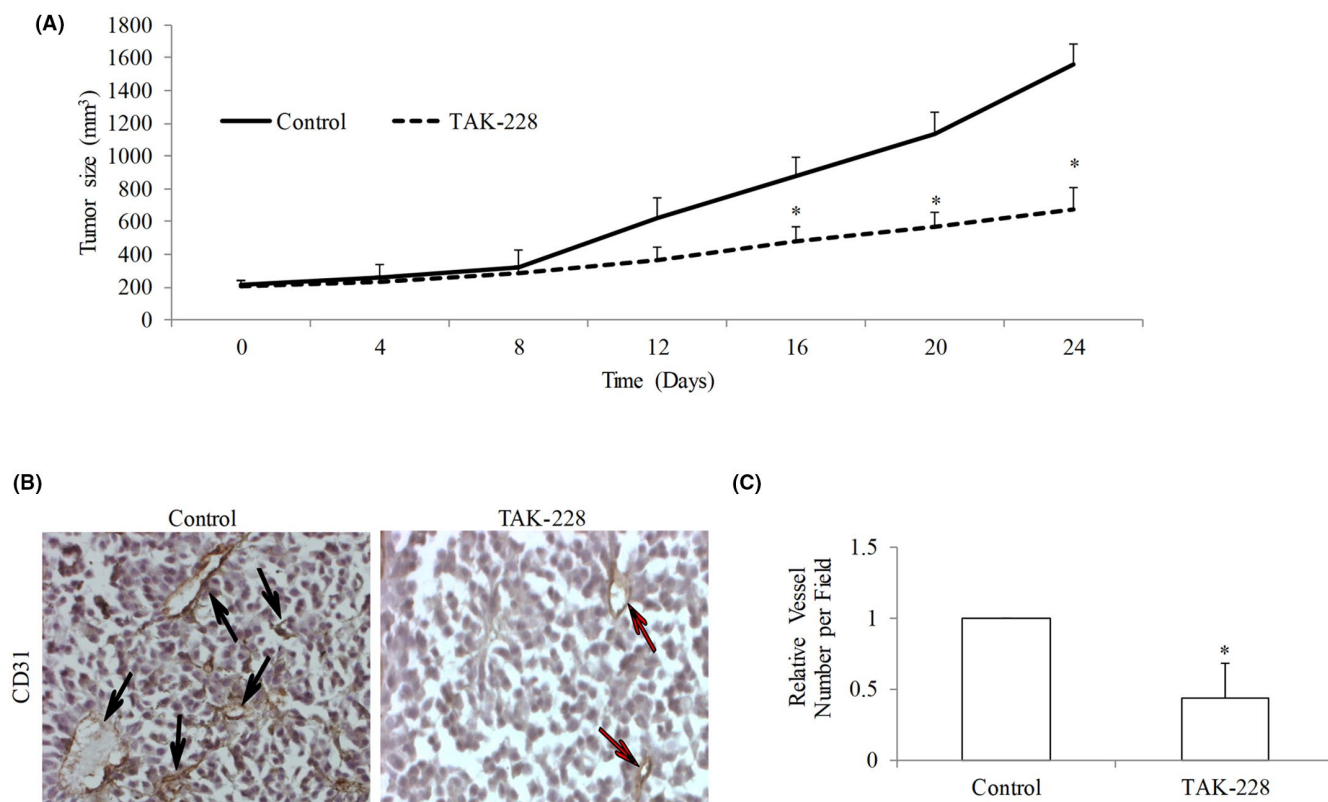 (A)
1800
1600
1400
1200
1000
800
600
400
200
0
Tumor size (mm³)
Control
TAK-228
*
*
*
0
4
8
12
16
20
24
Time (Days)
(B)
Control
TAK-228
CD31
(C)
Relative Vessel
Number per Field
1.5
1
0.5
0
*
Control
TAK-228